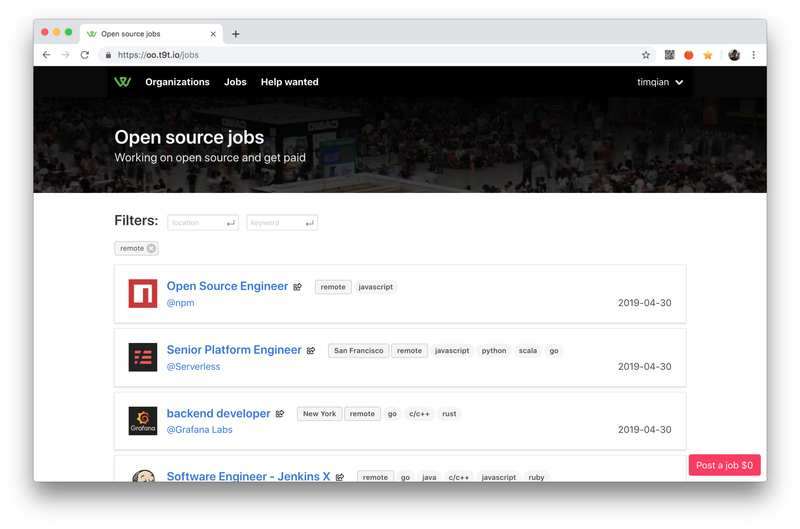 Open source jobs
https://oo.t9t.io/jobs
Organizations Jobs Help wanted timqian
Open source jobs
Working on open source and get paid
Filters: location keyword
remote
Open Source Engineer remote javascript
@npm 2019-04-30
Senior Platform Engineer San Francisco remote javascript python scala go
@Serverless 2019-04-30
Grafana
backend developer New York remote go c/c++ rust
@Grafana Labs 2019-04-30
Software Engineer - Jenkins X remote go java c/c++ javascript ruby
Post a job $0